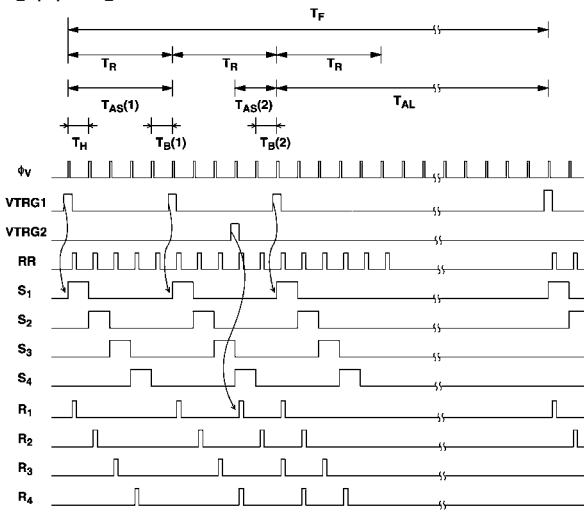 T_F
T_R T_R T_R
T_AS(1) T_AS(2) T_AL
T_H T_B(1) T_B(2)
φ_V
VTRG1
VTRG2
RR
S_1
S_2
S_3
S_4
R_1
R_2
R_3
R_4